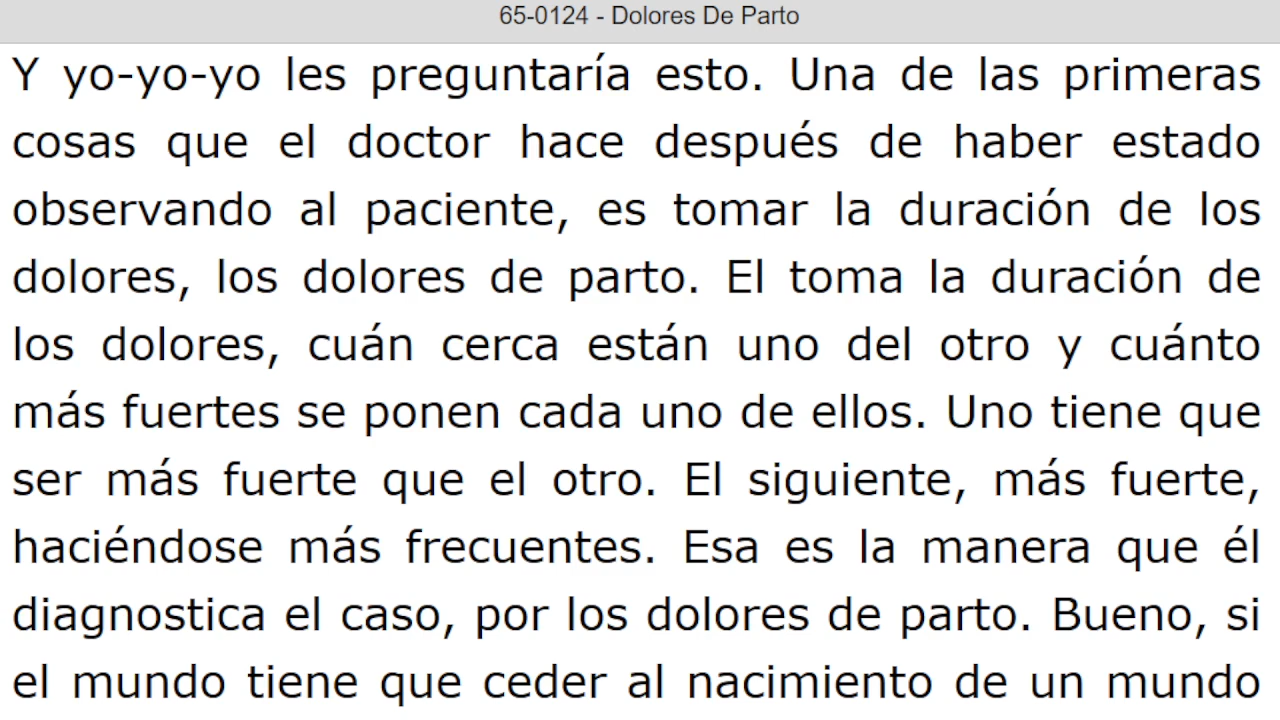 65-0124 - Dolores De Parto
Y yo-yo-yo les preguntaría esto. Una de las primeras
cosas que el doctor hace después de haber estado
observando al paciente, es tomar la duración de los
dolores, los dolores de parto. El toma la duración de
los dolores, cuán cerca están uno del otro y cuánto
más fuertes se ponen cada uno de ellos. Uno tiene que
ser más fuerte que el otro. El siguiente, más fuerte,
haciéndose más frecuentes. Esa es la manera que él
diagnostica el caso, por los dolores de parto. Bueno, si
el mundo tiene que ceder al nacimiento de un mundo